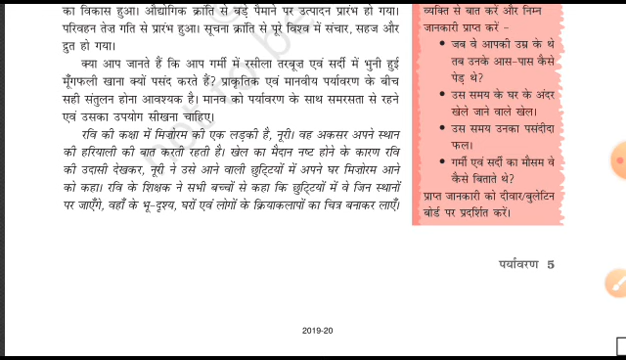 का विकास हुआ। औद्योगिक क्रांति से बड़े पैमाने पर उत्पादन प्रारंभ हो गया।
परिवहन तेज़ गति से प्रारंभ हुआ। सूचना क्रांति से पूरे विश्व में संचार, सहज और
द्रुत हो गया।
क्या आप जानते हैं कि आप गर्मी में रसीला तरबूज एवं सर्दी में भुनी हुई
मूँगफली खाना क्यों पसंद करते हैं? प्राकृतिक एवं मानवीय पर्यावरण के बीच
सही संतुलन होना आवश्यक है। मानव को पर्यावरण के साथ समरसता से रहने
एवं उसका उपयोग सीखना चाहिए।
रवि की कक्षा में मिज़ोरम की एक लड़की है, नूरी। वह अकसर अपने स्थान
की हरियाली की बात करती रहती है। खेल का मैदान नष्ट होने के कारण रवि
की उदासी देखकर, नूरी ने उसे आने वाली छुट्टियों में अपने घर मिज़ोरम आने
को कहा। रवि के शिक्षक ने सभी बच्चों से कहा कि छुट्टियों में वे जिन स्थानों
पर जाएँगे, वहाँ के भू-दृश्य, घरों एवं लोगों के क्रियाकलापों का चित्र बनाकर लाएँ।
व्यक्ति से बात करें और निम्न
जानकारी प्राप्त करें –
• जब वे आपकी उम्र के थे
तब उनके आस-पास कैसे
पेड़ थे?
• उस समय के घर के अंदर
खेले जाने वाले खेल।
• उस समय उनका पसंदीदा
फल।
• गर्मी एवं सर्दी का मौसम वे
कैसे बिताते थे?
प्राप्त जानकारी को दीवार/बुलेटिन
बोर्ड पर प्रदर्शित करें।
पर्यावरण 5
2019-20